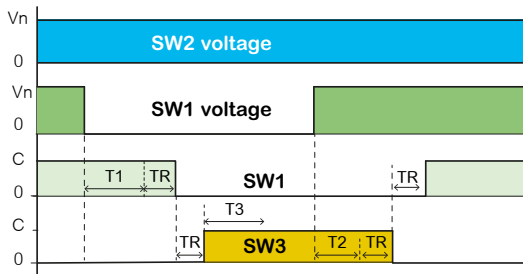 Vn
SW2 voltage
0
Vn
SW1 voltage
0
C
T1 TR SW1 TR
0
T3
C
TR SW3 T2 TR
0